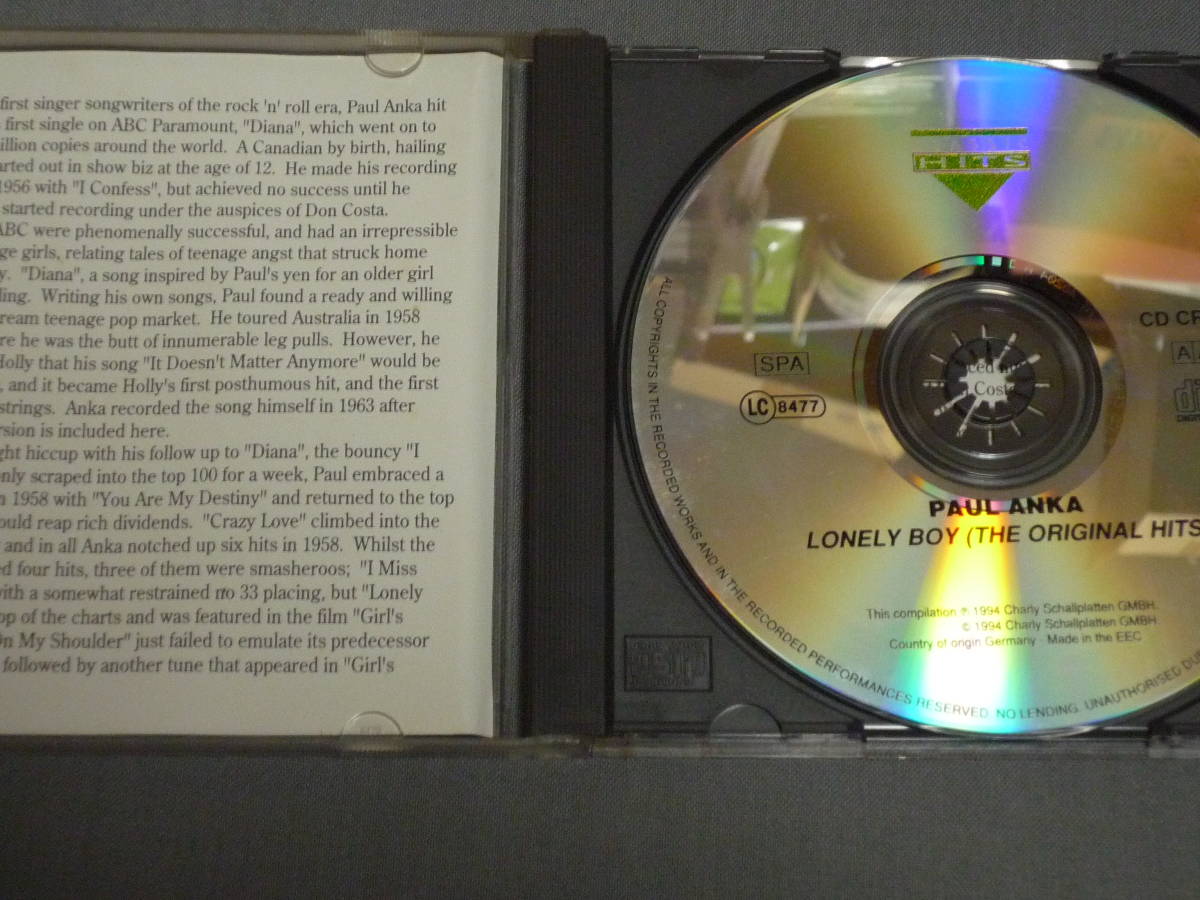 first singer songwriters of the rock 'n' roll era, Paul Anka hit
first single on ABC Paramount, "Diana", which went on to
illion copies around the world. A Canadian by birth, hailing
arted out in show biz at the age of 12. He made his recording
1956 with "I Confess", but achieved no success until he
started recording under the auspices of Don Costa.
ABC were phenomenally successful, and had an irrepressible
ge girls, relating tales of teenage angst that struck home
y. "Diana", a song inspired by Paul's yen for an older girl
ling. Writing his own songs, Paul found a ready and willing
ream teenage pop market. He toured Australia in 1958
re he was the butt of innumerable leg pulls. However, he
Holly that his song "It Doesn't Matter Anymore" would be
, and it became Holly's first posthumous hit, and the first
strings. Anka recorded the song himself in 1963 after
rsion is included here.
ght hiccup with his follow up to "Diana", the bouncy "I
only scraped into the top 100 for a week, Paul embraced a
n 1958 with "You Are My Destiny" and returned to the top
ould reap rich dividends. "Crazy Love" climbed into the
and in all Anka notched up six hits in 1958. Whilst the
ed four hits, three of them were smasheroos; "I Miss
with a somewhat restrained no 33 placing, but "Lonely
op of the charts and was featured in the film "Girl's
On My Shoulder" just failed to emulate its predecessor
followed by another tune that appeared in "Girl's
HITS
CD CR
SPA
A
LC 8477
ced in
Costa
PAUL ANKA
LONELY BOY (THE ORIGINAL HITS
This compilation ℗ 1994 Charly Schallplatten GMBH.
© 1994 Charly Schallplatten GMBH
Country of origin Germany · Made in the EEC
ALL COPYRIGHTS IN THE RECORDED WORKS AND IN THE RECORDED PERFORMANCES RESERVED. NO LENDING, UNAUTHORISED DU